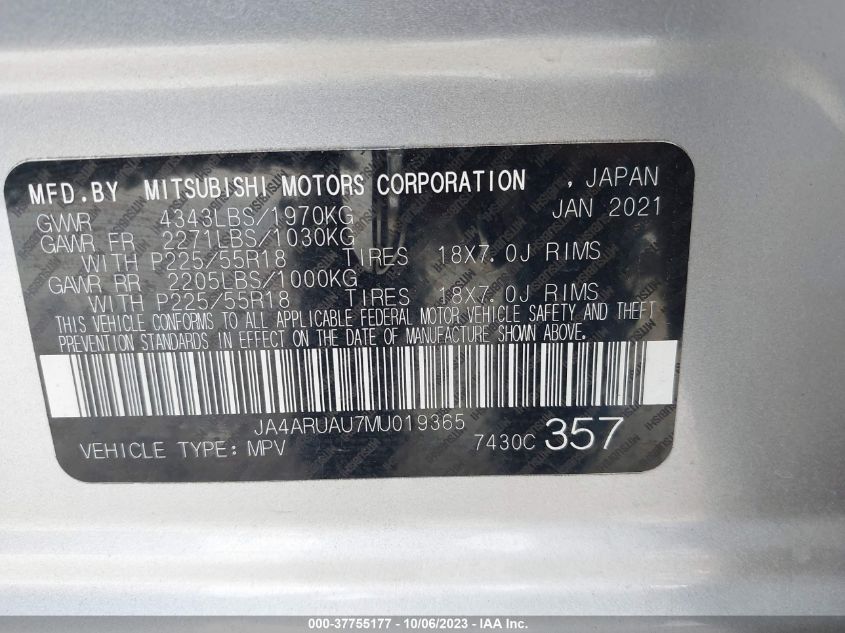 MFD.BY MITSUBISHI MOTORS CORPORATION , JAPAN
GVWR 4343LBS/1970KG JAN 2021
GAWR FR 2271LBS/1030KG
WITH P225/55R18 TIRES 18X7.0J RIMS
GAWR RR 2205LBS/1000KG
WITH P225/55R18 TIRES 18X7.0J RIMS
THIS VEHICLE CONFORMS TO ALL APPLICABLE FEDERAL MOTOR VEHICLE SAFETY AND THEFT
PREVENTION STANDARDS IN EFFECT ON THE DATE OF MANUFACTURE SHOWN ABOVE.
JA4ARUAU7MU019365
VEHICLE TYPE: MPV 7430C 357
000-37755177 - 10/06/2023 - IAA Inc.